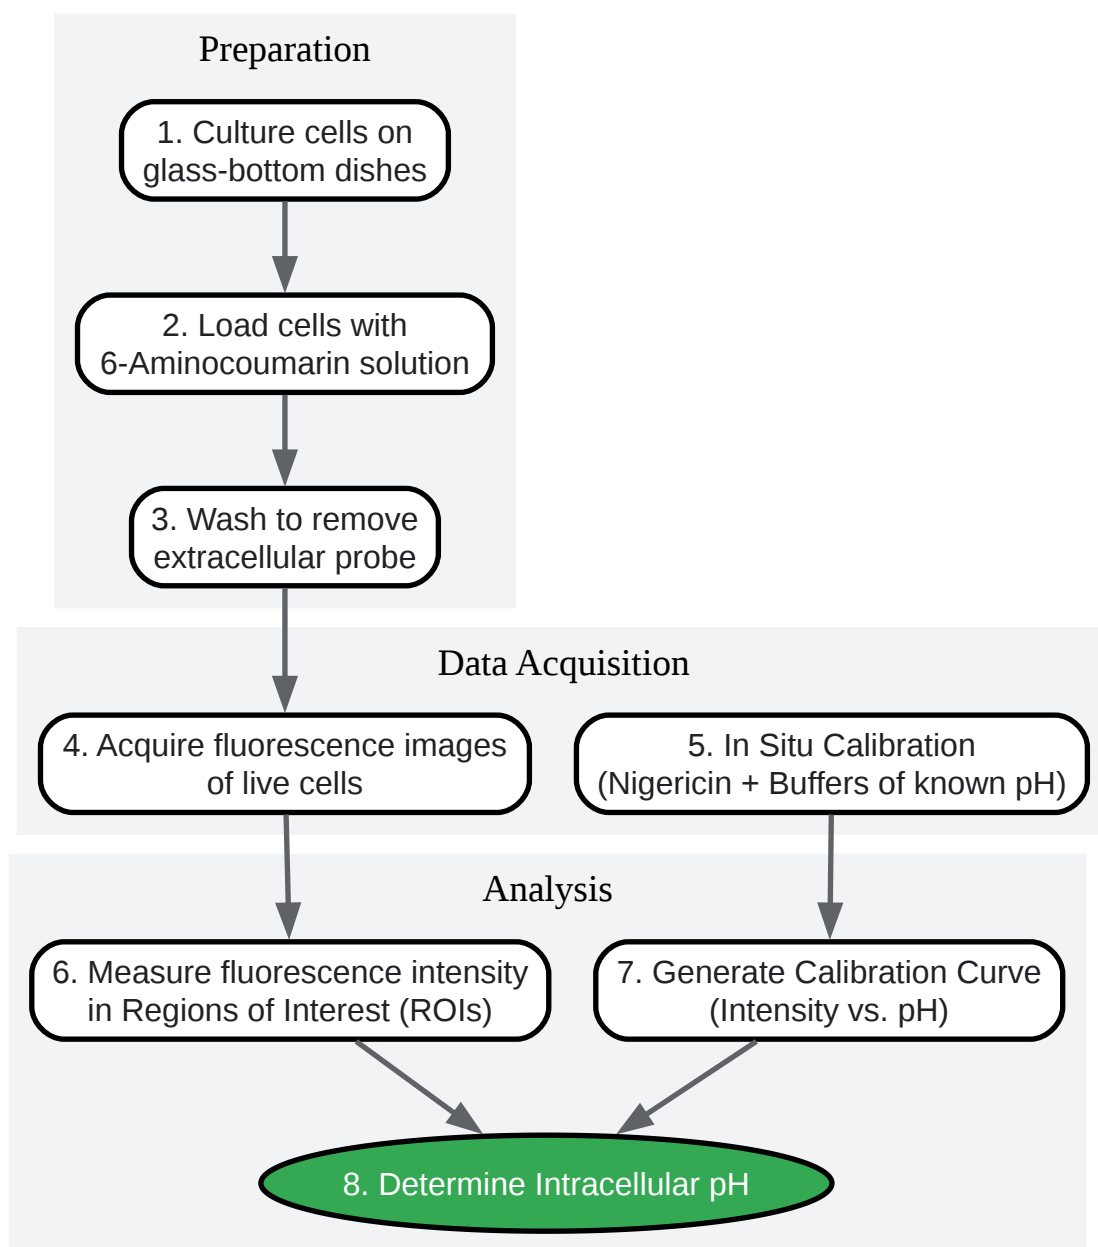 Preparation
1. Culture cells on
glass-bottom dishes
2. Load cells with
6-Aminocoumarin solution
3. Wash to remove
extracellular probe
Data Acquisition
4. Acquire fluorescence images
of live cells
5. In Situ Calibration
(Nigericin + Buffers of known pH)
Analysis
6. Measure fluorescence intensity
in Regions of Interest (ROIs)
7. Generate Calibration Curve
(Intensity vs. pH)
8. Determine Intracellular pH